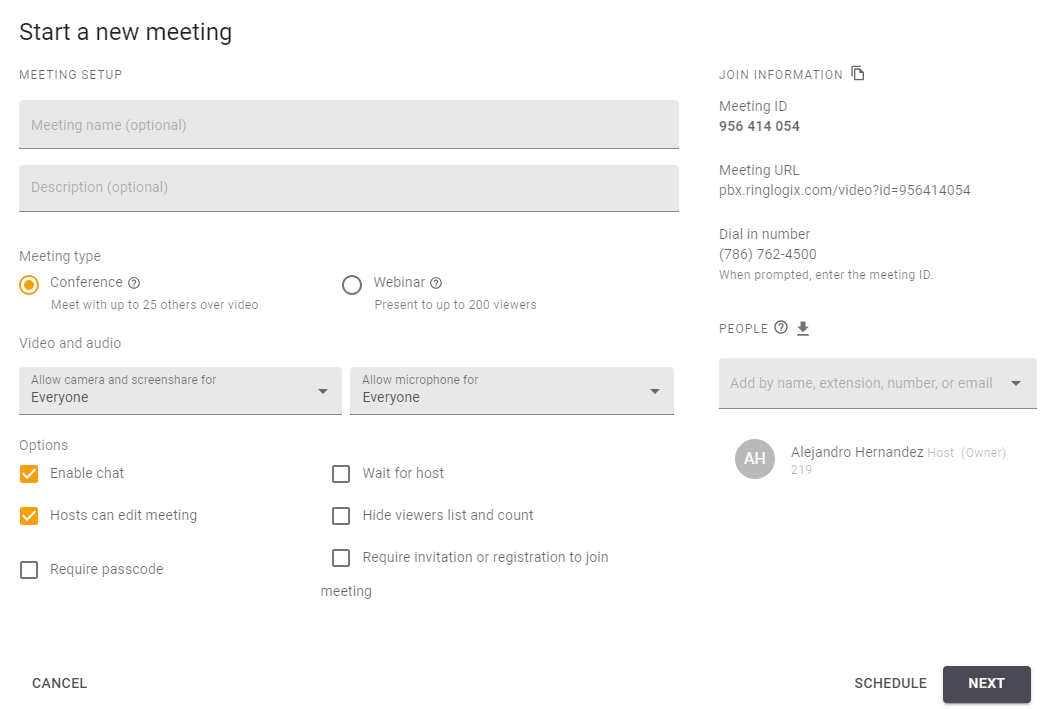 Start a new meeting
MEETING SETUP
Meeting name (optional)
Description (optional)
Meeting type
Conference
Meet with up to 25 others over video
Webinar
Present to up to 200 viewers
Video and audio
Allow camera and screenshare for
Everyone
Allow microphone for
Everyone
Options
Enable chat
Wait for host
Hosts can edit meeting
Hide viewers list and count
Require passcode
Require invitation or registration to join
meeting
JOIN INFORMATION
Meeting ID
956 414 054
Meeting URL
pbx.ringlogix.com/video?id=956414054
Dial in number
(786) 762-4500
When prompted, enter the meeting ID.
PEOPLE
Add by name, extension, number, or email
AH
Alejandro Hernandez Host (Owner)
219
CANCEL
SCHEDULE
NEXT